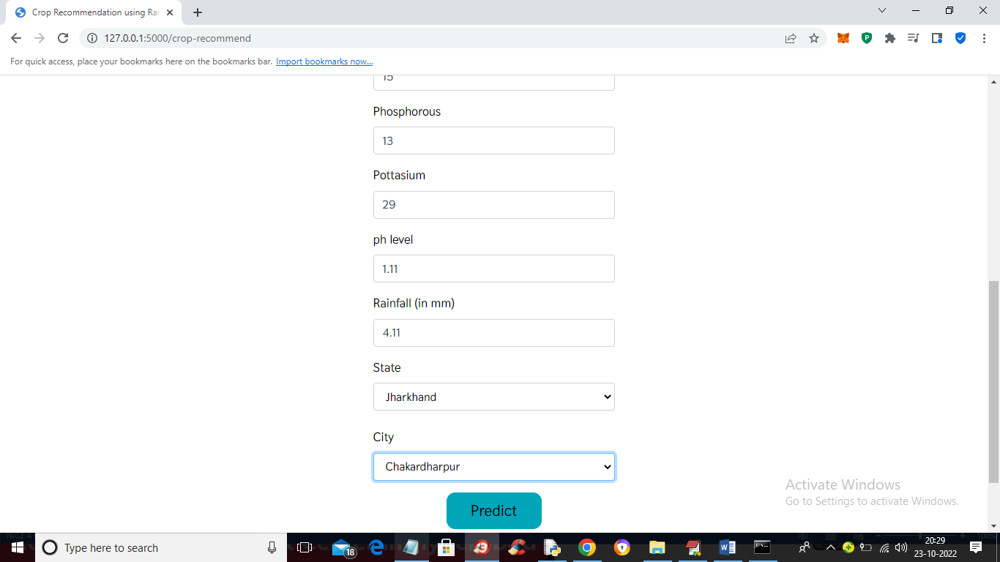 Crop Recommendation using Ra
127.0.0.1:5000/crop-recommend
For quick access, place your bookmarks here on the bookmarks bar. Import bookmarks now...
15
Phosphorous
13
Pottasium
29
ph level
1.11
Rainfall (in mm)
4.11
State
Jharkhand
City
Chakardharpur
Predict
Activate Windows
Go to Settings to activate Windows.
PAGE 4
100%
Type here to search
18
20:29
23-10-2022